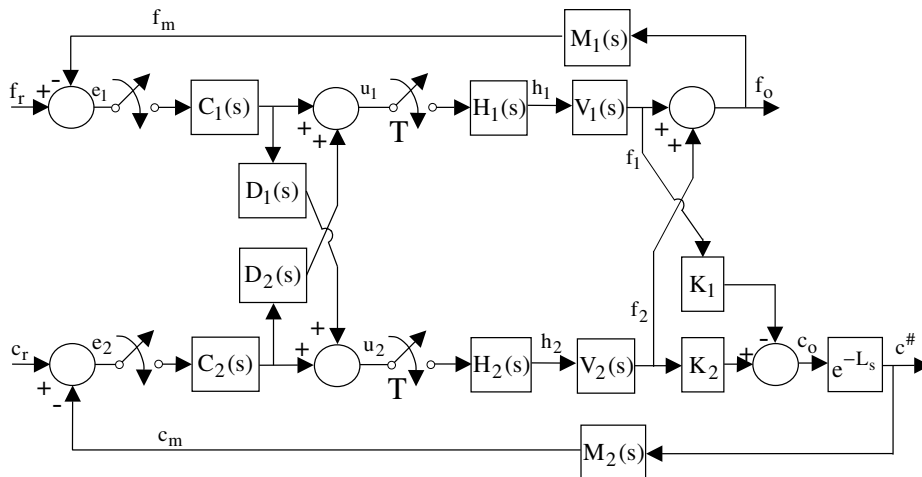 f_m
M_1(s)
f_r
+
-
e_1
C_1(s)
+
+
u_1
T
H_1(s)
h_1
V_1(s)
+
+
f_o
f_1
D_1(s)
D_2(s)
K_1
f_2
c_r
+
-
e_2
C_2(s)
+
+
u_2
T
H_2(s)
h_2
V_2(s)
K_2
+
-
c_o
e^{-L_s}
c^#
c_m
M_2(s)